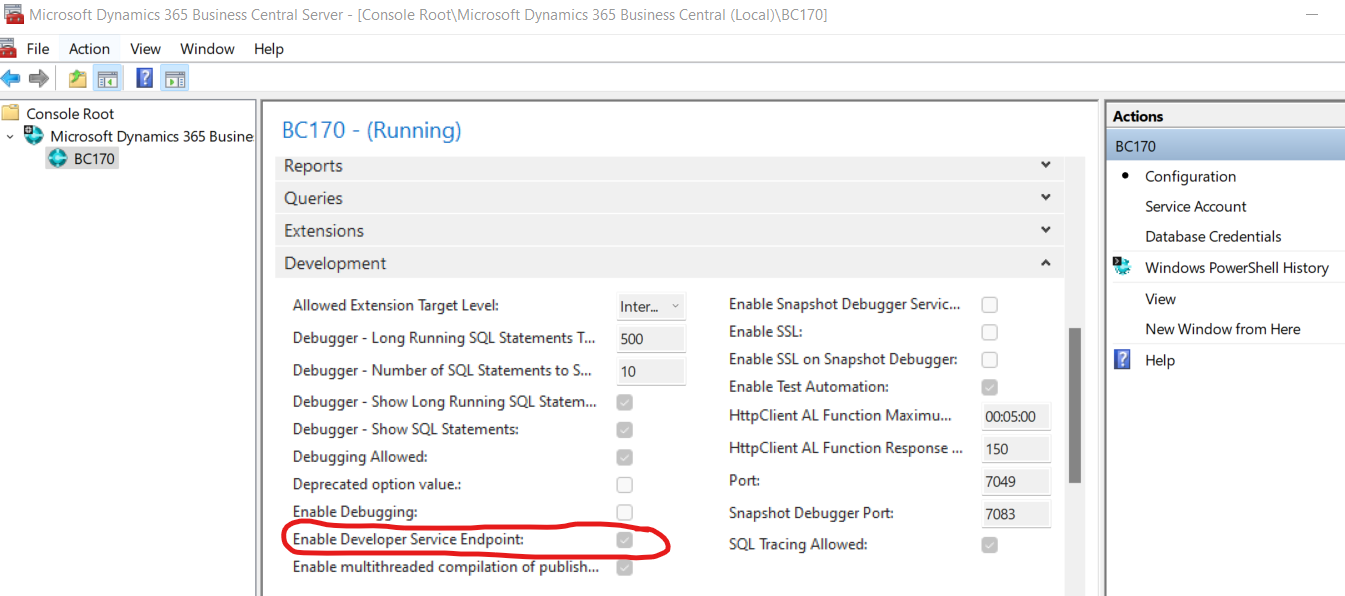 Microsoft Dynamics 365 Business Central Server - [Console Root\Microsoft Dynamics 365 Business Central (Local)\BC170]
File Action View Window Help
Console Root
Microsoft Dynamics 365 Busine
BC170
BC170 - (Running)
Reports
Queries
Extensions
Development
Allowed Extension Target Level: Inter...
Debugger - Long Running SQL Statements T... 500
Debugger - Number of SQL Statements to S... 10
Debugger - Show Long Running SQL Statem...
Debugger - Show SQL Statements:
Debugging Allowed:
Deprecated option value.:
Enable Debugging:
Enable Developer Service Endpoint:
Enable multithreaded compilation of publish...
Enable Snapshot Debugger Servic...
Enable SSL:
Enable SSL on Snapshot Debugger:
Enable Test Automation:
HttpClient AL Function Maximu... 00:05:00
HttpClient AL Function Response ... 150
Port: 7049
Snapshot Debugger Port: 7083
SQL Tracing Allowed:
Actions
BC170
Configuration
Service Account
Database Credentials
Windows PowerShell History
View
New Window from Here
Help